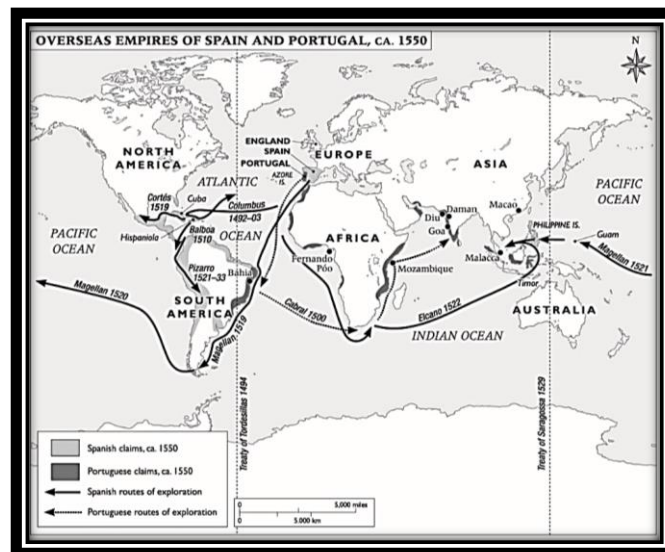 OVERSEAS EMPIRES OF SPAIN AND PORTUGAL, CA. 1550
N
NORTH
AMERICA
ENGLAND
SPAIN
PORTUGAL
EUROPE
AZORE
IS.
ASIA
ATLANTIC
OCEAN
Cortés
1519
Cuba
Columbus
1492–03
Hispaniola
Balboa
1510
PACIFIC
OCEAN
Pizarro
1521–33
SOUTH
AMERICA
Bahia
Magellan 1520
Magellan 1519
AFRICA
Fernando
Póo
Mozambique
Cabral 1500
Elcano 1522
INDIAN OCEAN
Diu
Daman
Goa
Macao
Malacca
PHILIPPINE IS.
Guam
PACIFIC
OCEAN
Magellan 1521
Timor
AUSTRALIA
Treaty of Tordesillas 1494
Treaty of Saragossa 1529
Spanish claims, ca. 1550
Portuguese claims, ca. 1550
Spanish routes of exploration
Portuguese routes of exploration
0 5,000 miles
0 5,000 km